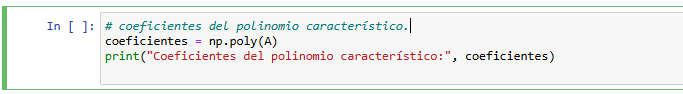 In [ ]: # coeficientes del polinomio característico.
coeficientes = np.poly(A)
print("Coeficientes del polinomio característico:", coeficientes)